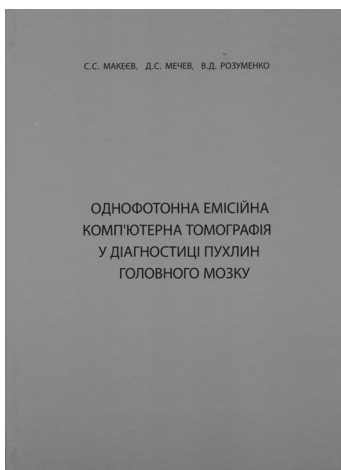 С.С. МАКЕЄВ, Д.С. МЕЧЕВ, В.Д. РОЗУМЕНКО
ОДНОФОТОННА ЕМІСІЙНА
КОМП'ЮТЕРНА ТОМОГРАФІЯ
У ДІАГНОСТИЦІ ПУХЛИН
ГОЛОВНОГО МОЗКУ